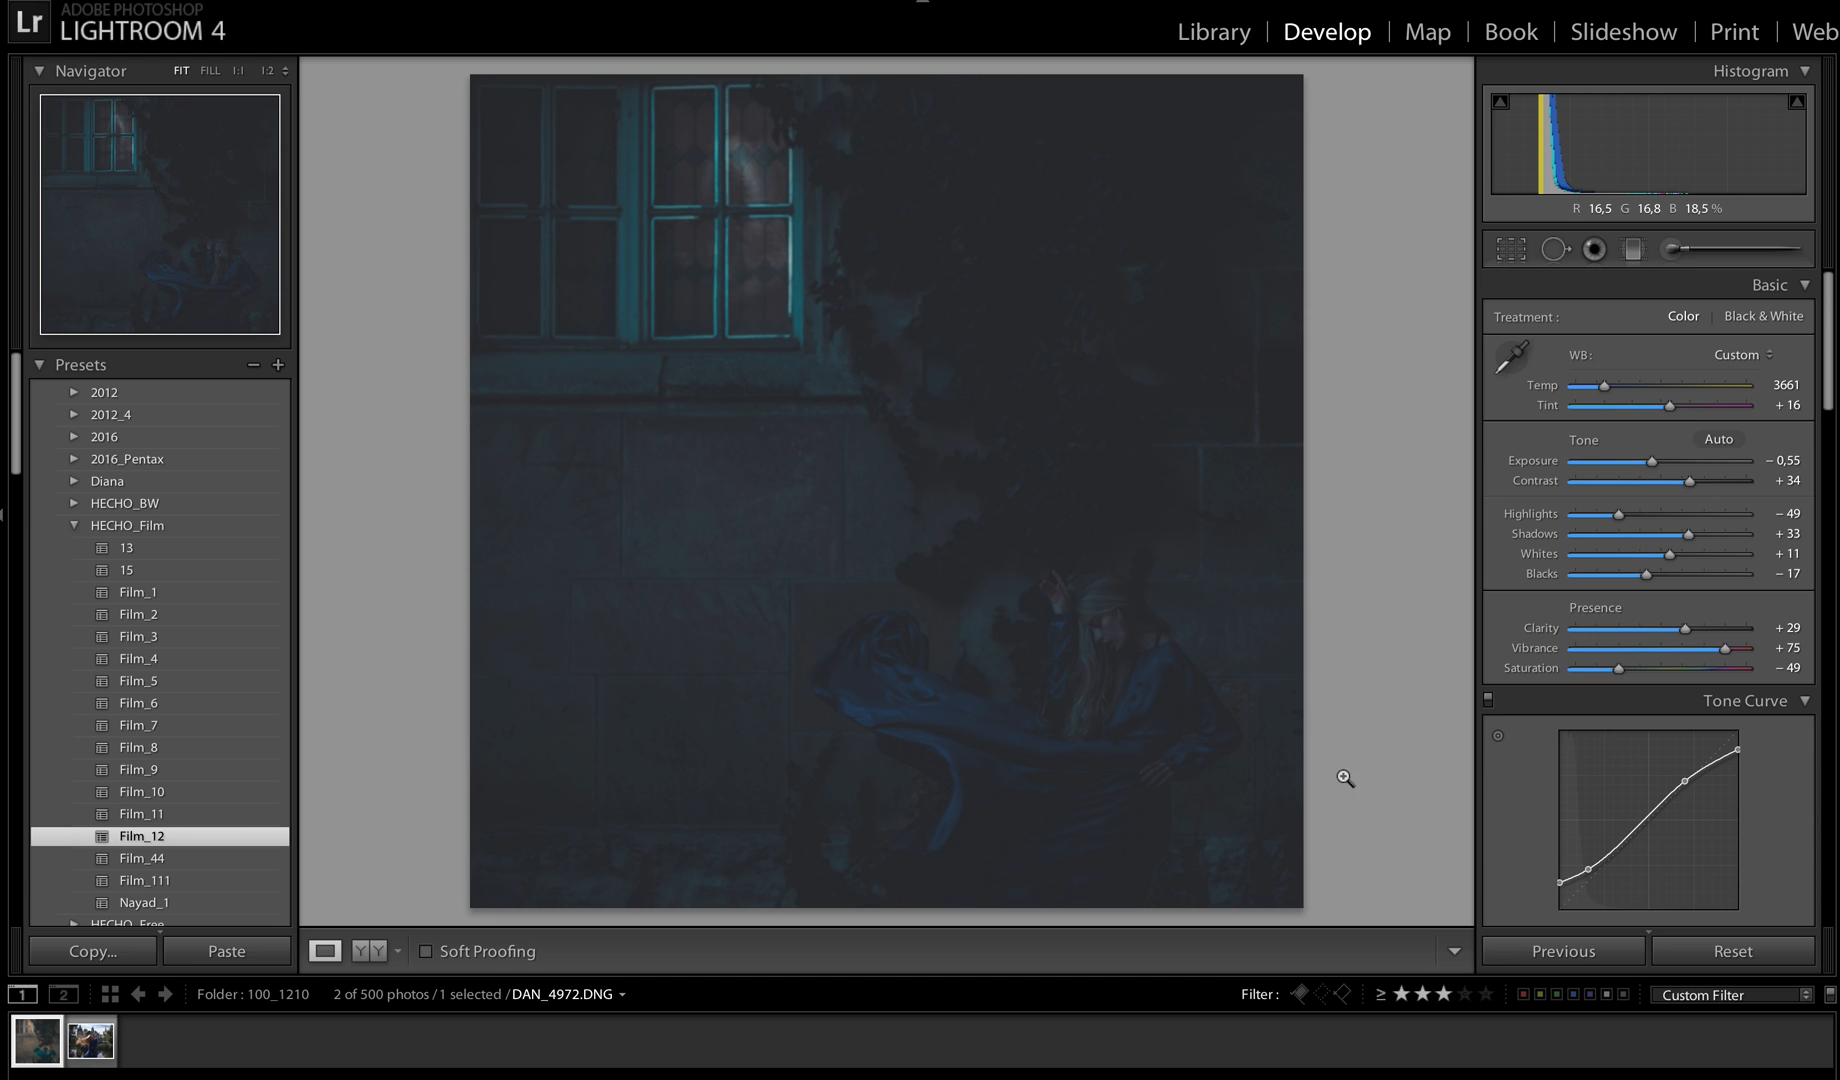 Lr
ADOBE PHOTOSHOP
LIGHTROOM 4
Library | Develop | Map | Book | Slideshow | Print | Web
Navigator FIT FILL 1:1 1:2
Presets − +
2012
2012_4
2016
2016_Pentax
Diana
HECHO_BW
HECHO_Film
13
15
Film_1
Film_2
Film_3
Film_4
Film_5
Film_6
Film_7
Film_8
Film_9
Film_10
Film_11
Film_12
Film_44
Film_111
Nayad_1
HECHO_Free
Copy... Paste
Y Y Soft Proofing
Histogram
R 16,5 G 16,8 B 18,5 %
Basic
Treatment : Color | Black & White
WB: Custom
Temp 3661
Tint + 16
Tone Auto
Exposure − 0,55
Contrast + 34
Highlights − 49
Shadows + 33
Whites + 11
Blacks − 17
Presence
Clarity + 29
Vibrance + 75
Saturation − 49
Tone Curve
Previous Reset
1 2 Folder : 100_1210 2 of 500 photos / 1 selected / DAN_4972.DNG Filter : ≥ ★★★ Custom Filter